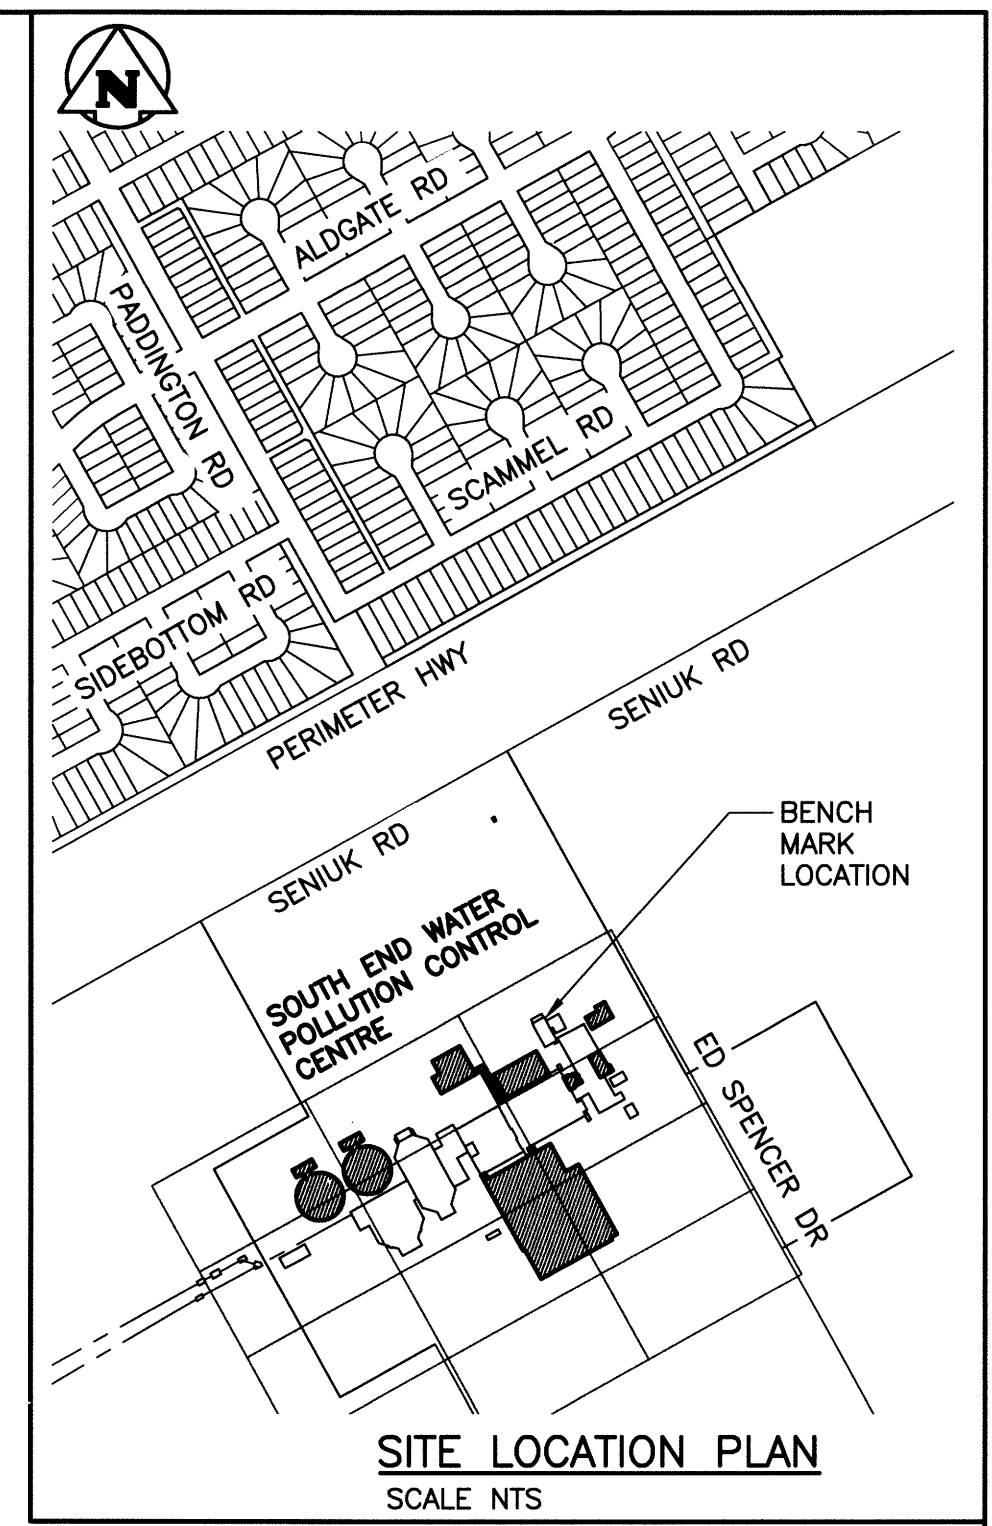 N
ALDGATE RD
PADDINGTON RD
SCAMMEL RD
SIDEBOTTOM RD
PERIMETER HWY
SENIUK RD
BENCH
MARK
LOCATION
SENIUK RD
SOUTH END WATER
POLLUTION CONTROL
CENTRE
ED SPENCER DR
SITE LOCATION PLAN
SCALE NTS